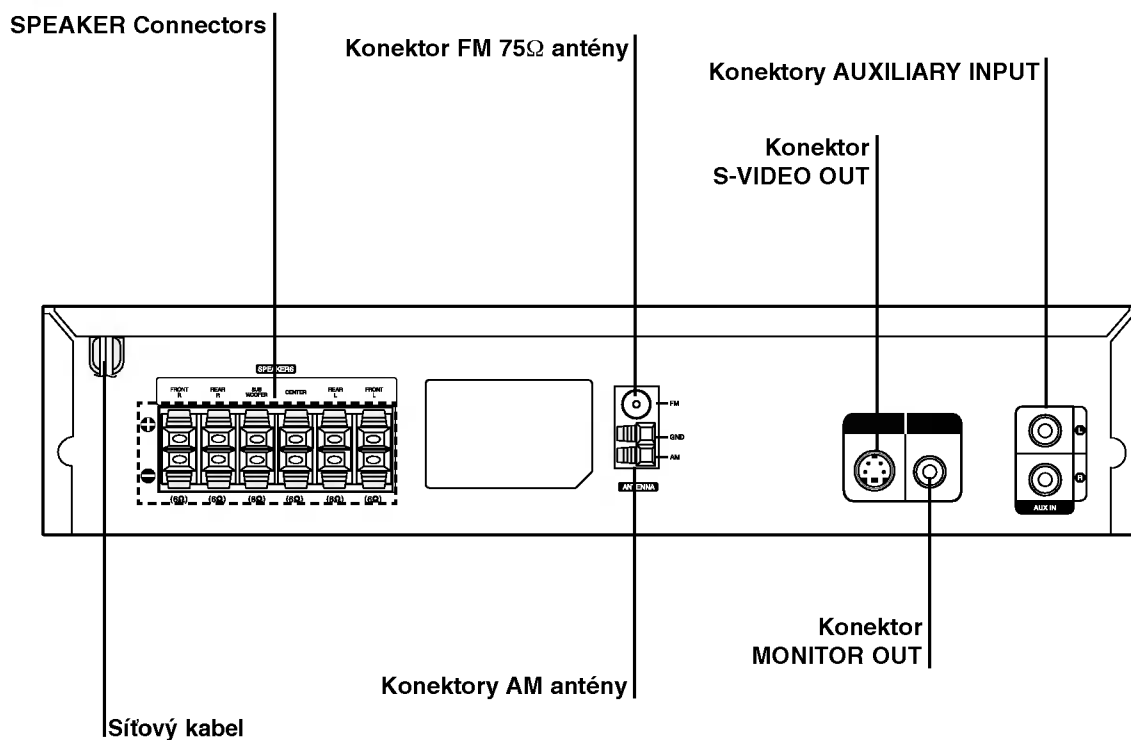 SPEAKER Connectors
Konektor FM 75Ω antény
Konektory AUXILIARY INPUT
Konektor
S-VIDEO OUT
SPEAKERS
FRONT
R
REAR
R
SUB
WOOFER
CENTER
REAR
L
FRONT
L
(6Ω) (6Ω) (8Ω) (6Ω) (6Ω) (6Ω)
FM
GND
AM
ANTENNA
L
R
AUX IN
Konektor
MONITOR OUT
Konektory AM antény
Síťový kabel